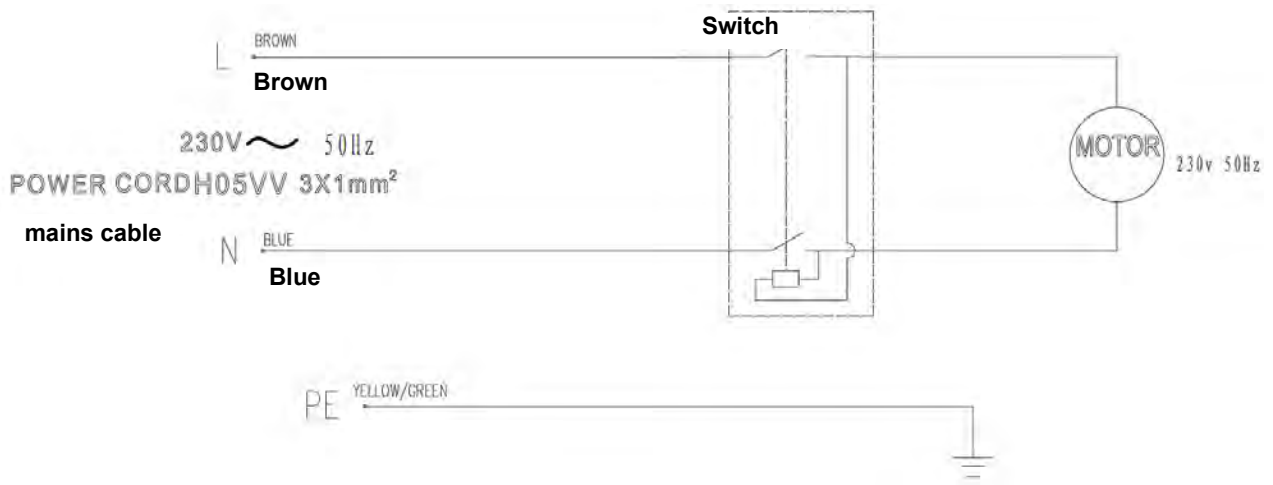 Switch
L BROWN
Brown
230V~ 50Hz
POWER CORDH05VV 3X1mm²
mains cable
N BLUE
Blue
MOTOR
230v 50Hz
PE YELLOW/GREEN